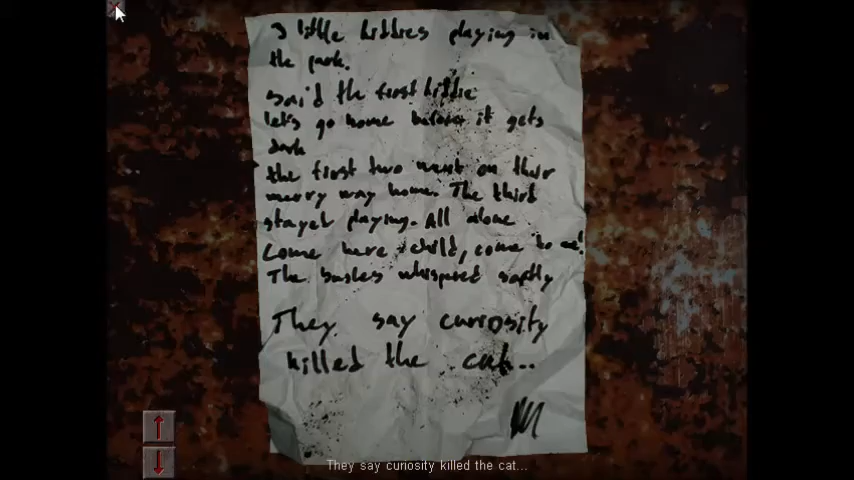 3 little kiddies playing in
the park.
said the first kiddie
let's go home before it gets
dark
the first two went on their
merry way home. The third
stayed playing. All alone
Come here child, come to me!
The bushes whispered softly
They say curiosity
killed the cat..
They say curiosity killed the cat...